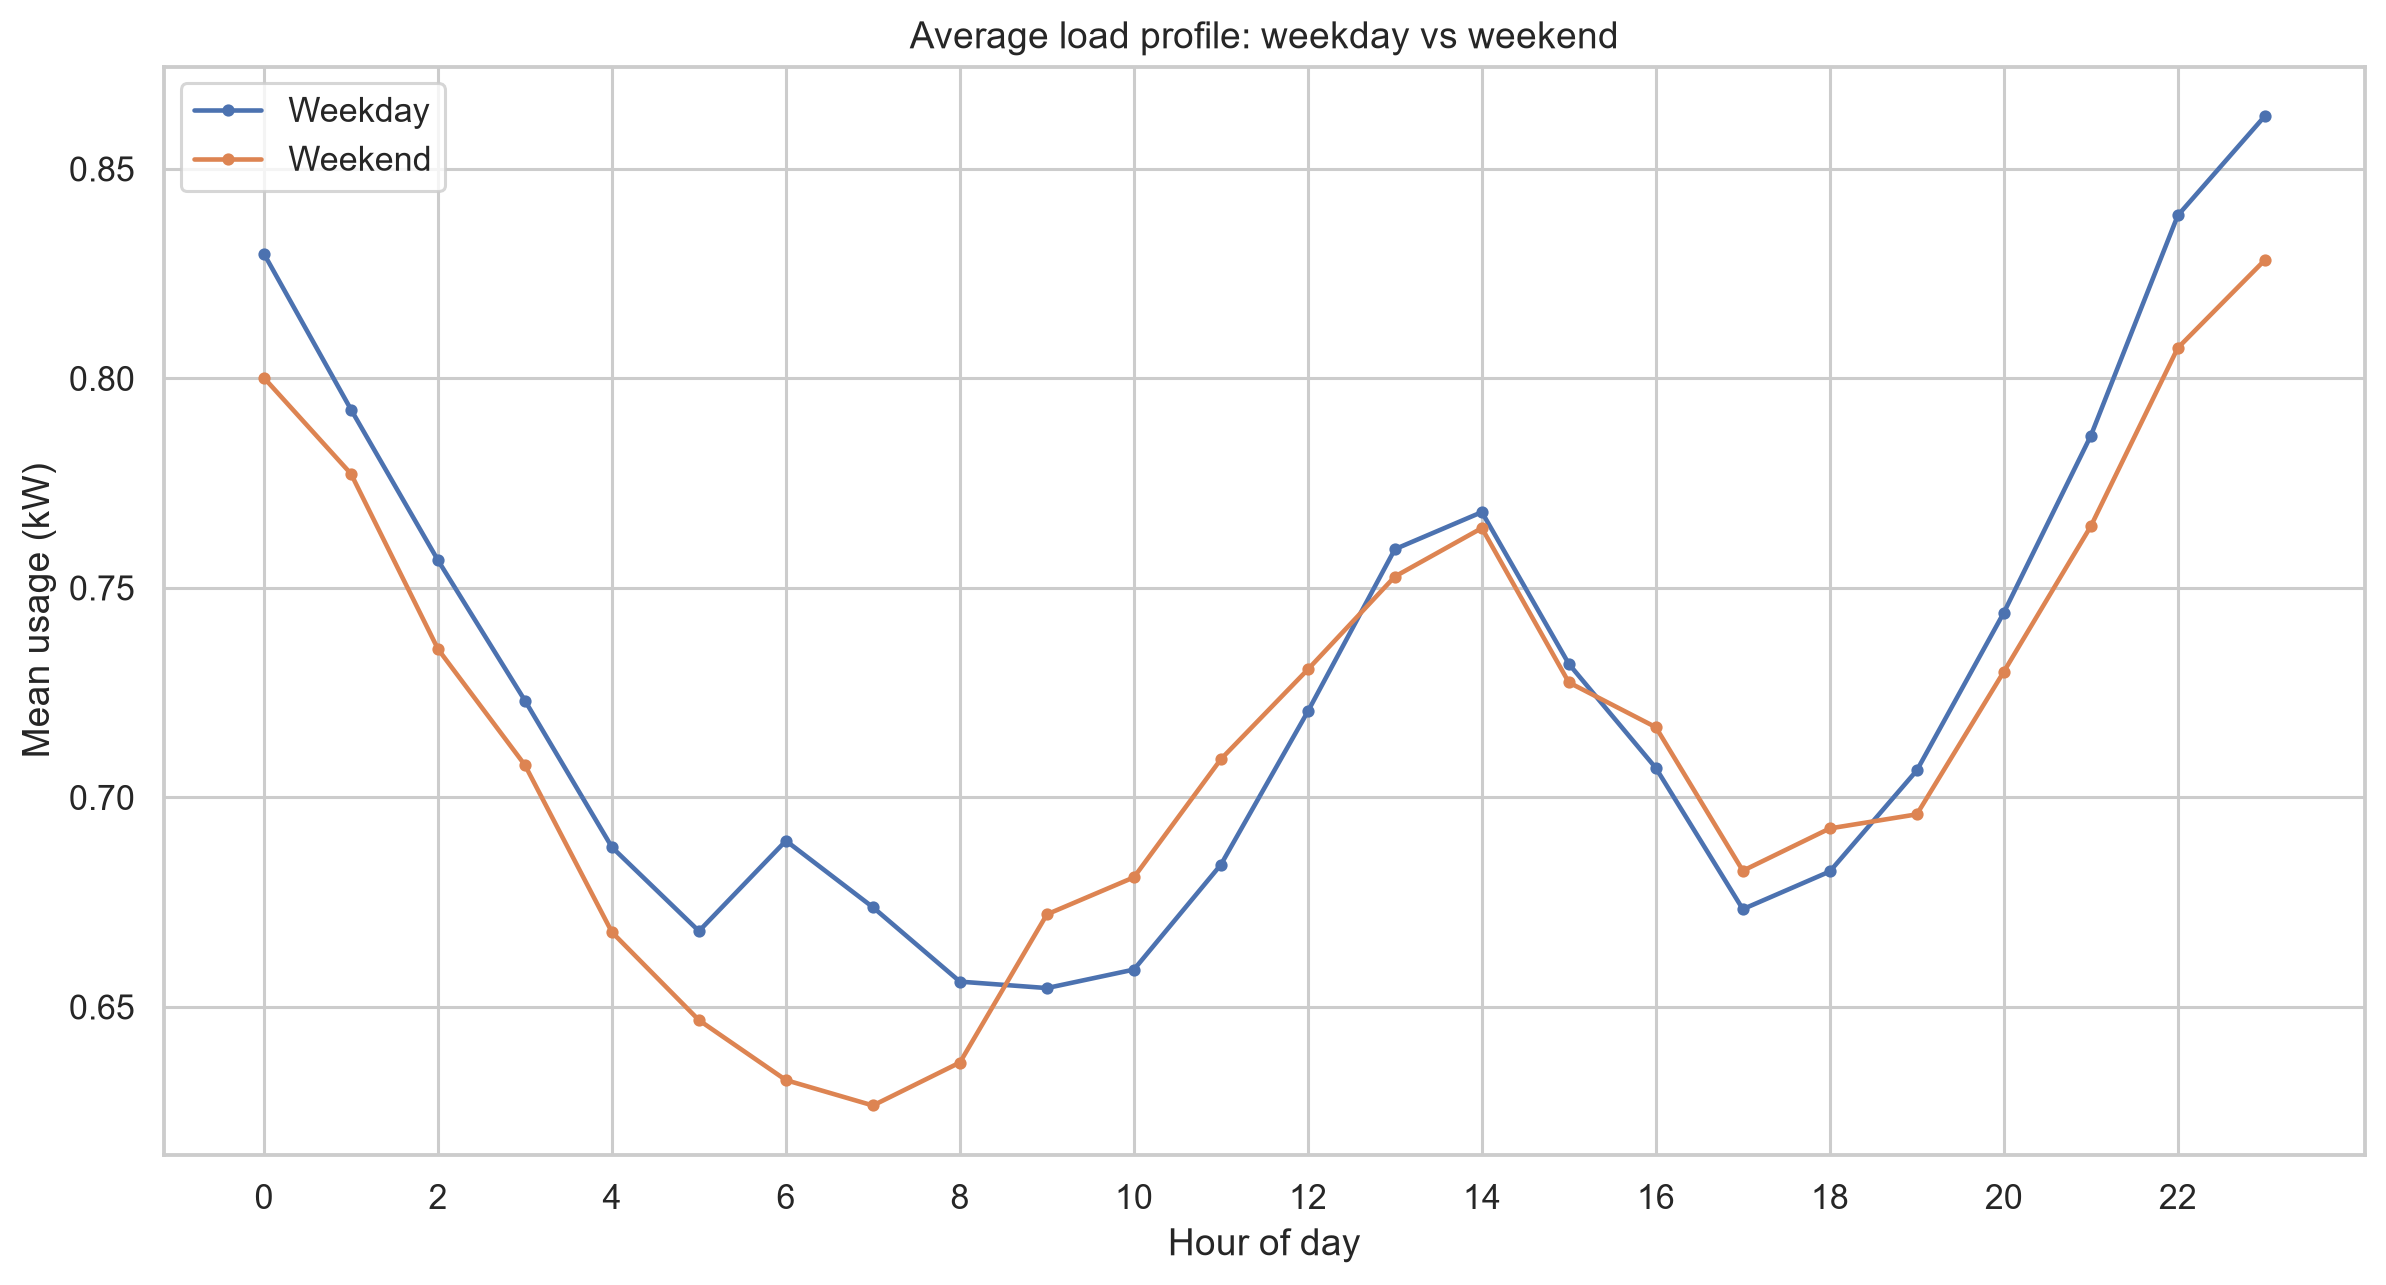 Average load profile: weekday vs weekend
Weekday
Weekend
0.85
0.80
0.75
0.70
0.65
Mean usage (kW)
0 2 4 6 8 10 12 14 16 18 20 22
Hour of day